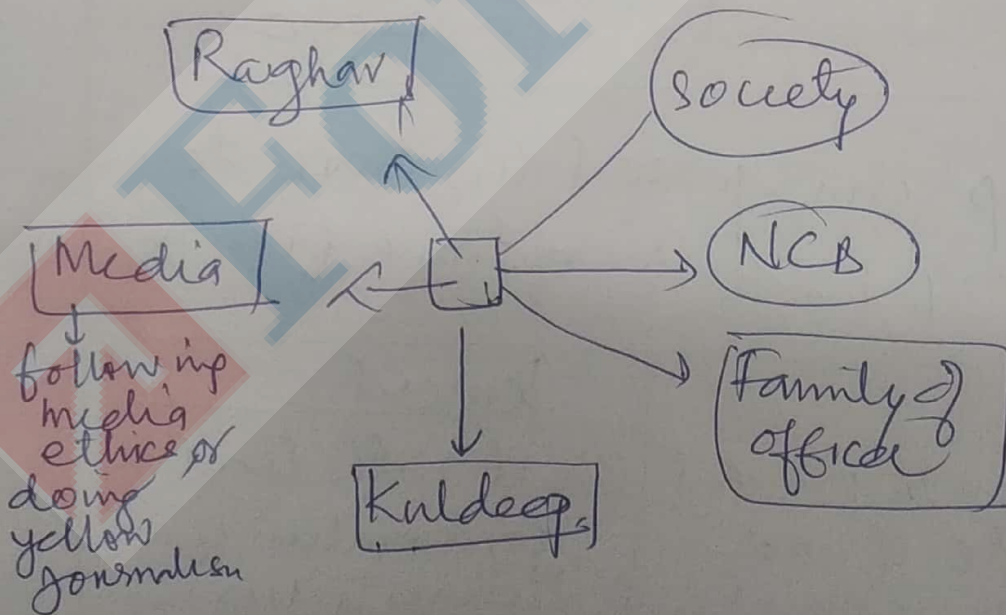 Raghav
Society
Media
NCB
following
media
ethics or
doing
yellow
Journalism
Family of
officer
Kuldeep